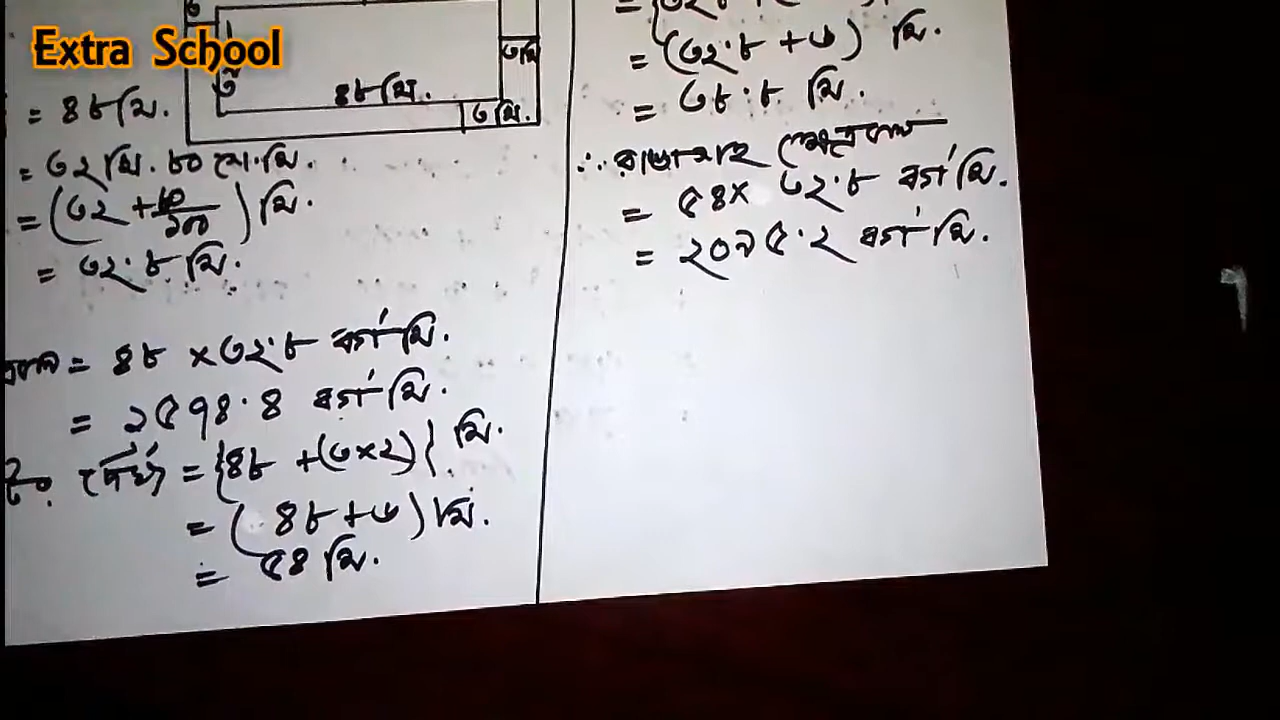 Extra School
৩মি
৪৮ মি.
৩ মি.
= ৪৮ মি.
= ৩২ মি. ৮০ সে.মি.
= (৩২ + ৮০/১০০) মি.
= ৩২.৮ মি.
= ৪৮ × ৩২.৮ বর্গ মি.
= ১৫৭৪.৪ বর্গ মি.
দৈর্ঘ্য = {৪৮ + (৩×২)} মি.
= (৪৮ + ৬) মি.
= ৫৪ মি.
= (৩২.৮ + ৬) মি.
= ৩৮.৮ মি.
∴ রাস্তাসহ ক্ষেত্রফল
= ৫৪ × ৩২.৮ বর্গ মি.
= ২০৯৫.২ বর্গ মি.